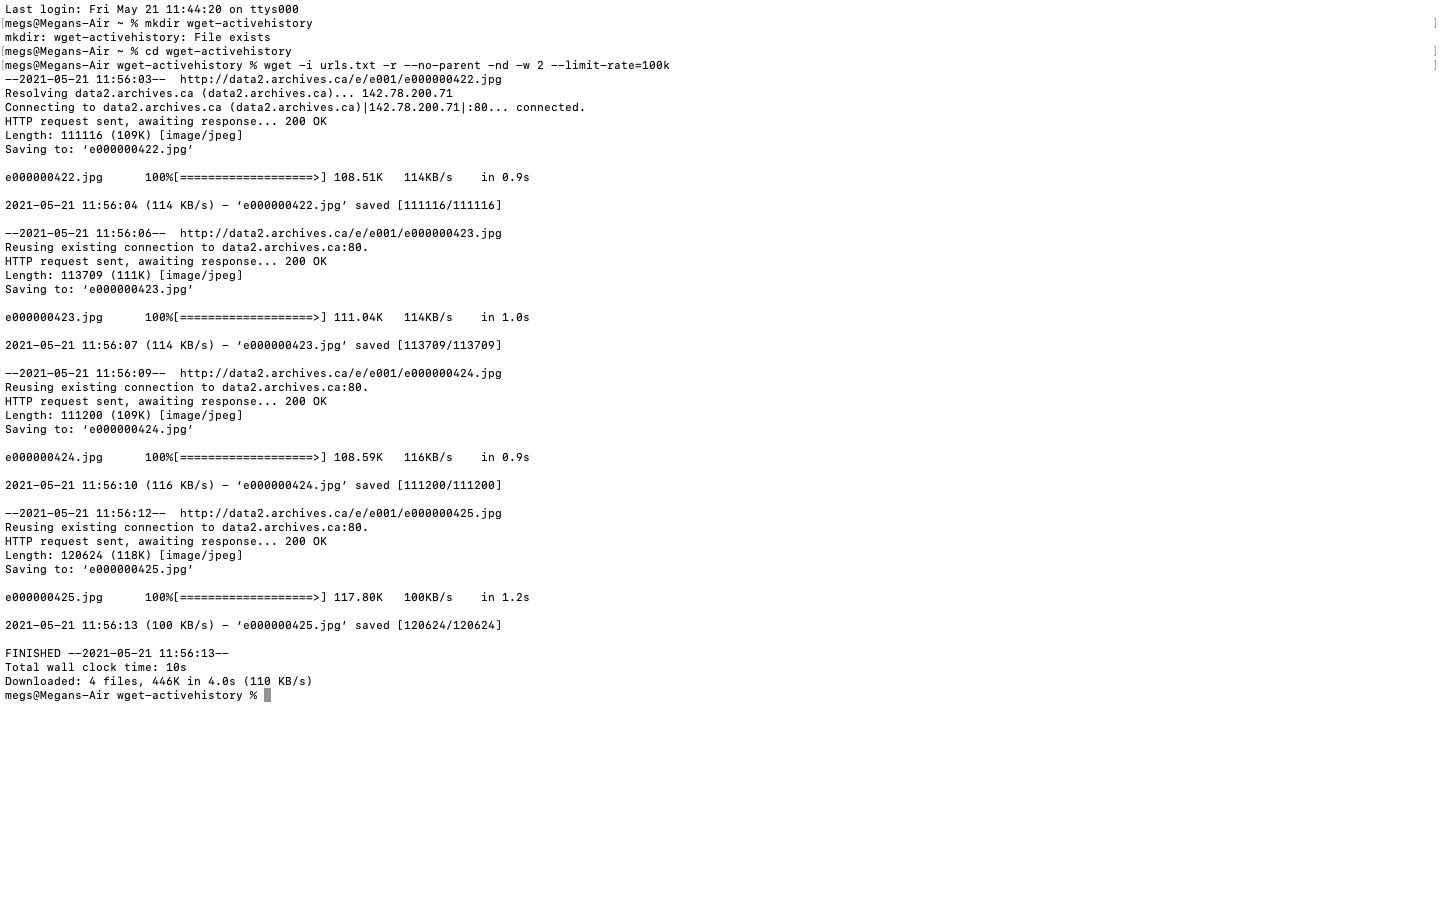 Last login: Fri May 21 11:44:20 on ttys000
[megs@Megans-Air ~ % mkdir wget-activehistory ]
mkdir: wget-activehistory: File exists
[megs@Megans-Air ~ % cd wget-activehistory ]
[megs@Megans-Air wget-activehistory % wget -i urls.txt -r --no-parent -nd -w 2 --limit-rate=100k ]
--2021-05-21 11:56:03--  http://data2.archives.ca/e/e001/e000000422.jpg
Resolving data2.archives.ca (data2.archives.ca)... 142.78.200.71
Connecting to data2.archives.ca (data2.archives.ca)|142.78.200.71|:80... connected.
HTTP request sent, awaiting response... 200 OK
Length: 111116 (109K) [image/jpeg]
Saving to: ‘e000000422.jpg’
e000000422.jpg      100%[===================>] 108.51K   114KB/s    in 0.9s
2021-05-21 11:56:04 (114 KB/s) - ‘e000000422.jpg’ saved [111116/111116]
--2021-05-21 11:56:06--  http://data2.archives.ca/e/e001/e000000423.jpg
Reusing existing connection to data2.archives.ca:80.
HTTP request sent, awaiting response... 200 OK
Length: 113709 (111K) [image/jpeg]
Saving to: ‘e000000423.jpg’
e000000423.jpg      100%[===================>] 111.04K   114KB/s    in 1.0s
2021-05-21 11:56:07 (114 KB/s) - ‘e000000423.jpg’ saved [113709/113709]
--2021-05-21 11:56:09--  http://data2.archives.ca/e/e001/e000000424.jpg
Reusing existing connection to data2.archives.ca:80.
HTTP request sent, awaiting response... 200 OK
Length: 111200 (109K) [image/jpeg]
Saving to: ‘e000000424.jpg’
e000000424.jpg      100%[===================>] 108.59K   116KB/s    in 0.9s
2021-05-21 11:56:10 (116 KB/s) - ‘e000000424.jpg’ saved [111200/111200]
--2021-05-21 11:56:12--  http://data2.archives.ca/e/e001/e000000425.jpg
Reusing existing connection to data2.archives.ca:80.
HTTP request sent, awaiting response... 200 OK
Length: 120624 (118K) [image/jpeg]
Saving to: ‘e000000425.jpg’
e000000425.jpg      100%[===================>] 117.80K   100KB/s    in 1.2s
2021-05-21 11:56:13 (100 KB/s) - ‘e000000425.jpg’ saved [120624/120624]
FINISHED --2021-05-21 11:56:13--
Total wall clock time: 10s
Downloaded: 4 files, 446K in 4.0s (110 KB/s)
megs@Megans-Air wget-activehistory %